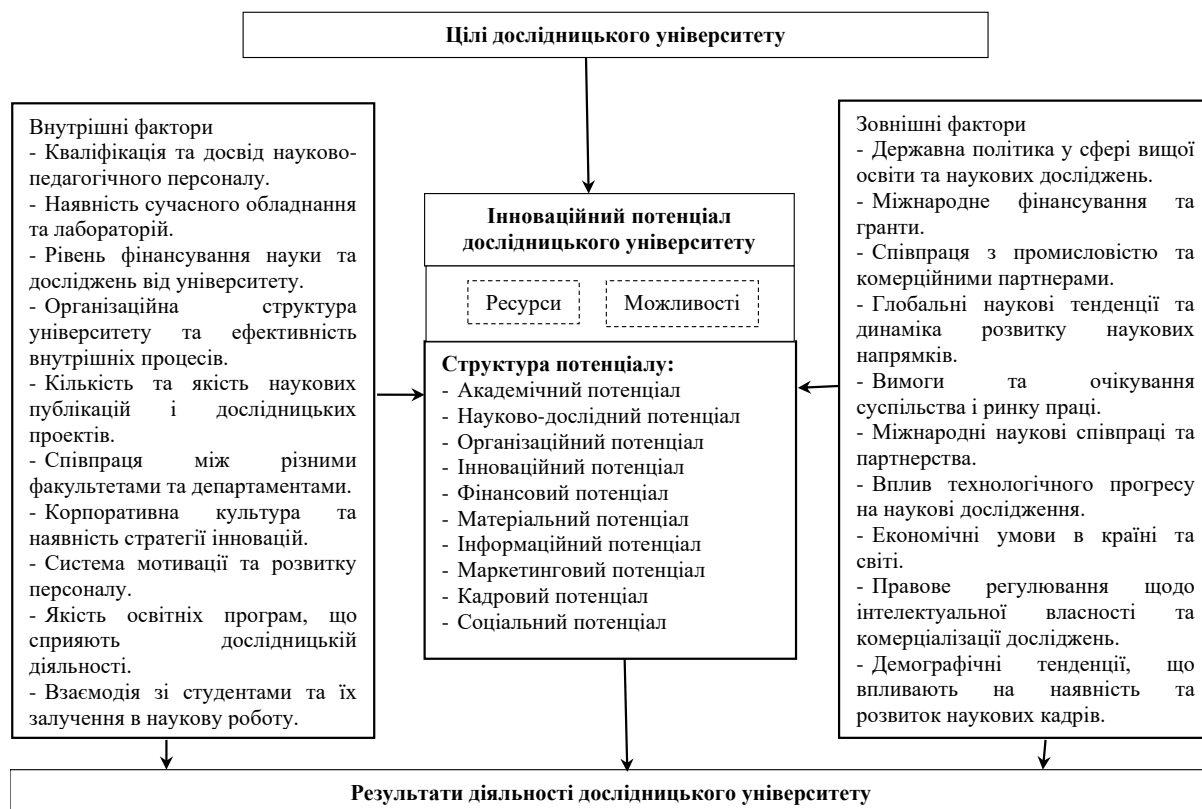 Цілі дослідницького університету
Внутрішні фактори
- Кваліфікація та досвід науково-
педагогічного персоналу.
- Наявність сучасного обладнання
та лабораторій.
- Рівень фінансування науки та
досліджень від університету.
- Організаційна структура
університету та ефективність
внутрішніх процесів.
- Кількість та якість наукових
публікацій і дослідницьких
проектів.
- Співпраця між різними
факультетами та департаментами.
- Корпоративна культура та
наявність стратегії інновацій.
- Система мотивації та розвитку
персоналу.
- Якість освітніх програм, що
сприяють дослідницькій
діяльності.
- Взаємодія зі студентами та їх
залучення в наукову роботу.
Інноваційний потенціал
дослідницького університету
Ресурси
Можливості
Структура потенціалу:
- Академічний потенціал
- Науково-дослідний потенціал
- Організаційний потенціал
- Інноваційний потенціал
- Фінансовий потенціал
- Матеріальний потенціал
- Інформаційний потенціал
- Маркетинговий потенціал
- Кадровий потенціал
- Соціальний потенціал
Зовнішні фактори
- Державна політика у сфері вищої
освіти та наукових досліджень.
- Міжнародне фінансування та
гранти.
- Співпраця з промисловістю та
комерційними партнерами.
- Глобальні наукові тенденції та
динаміка розвитку наукових
напрямків.
- Вимоги та очікування
суспільства і ринку праці.
- Міжнародні наукові співпраці та
партнерства.
- Вплив технологічного прогресу
на наукові дослідження.
- Економічні умови в країні та
світі.
- Правове регулювання щодо
інтелектуальної власності та
комерціалізації досліджень.
- Демографічні тенденції, що
впливають на наявність та
розвиток наукових кадрів.
Результати діяльності дослідницького університету